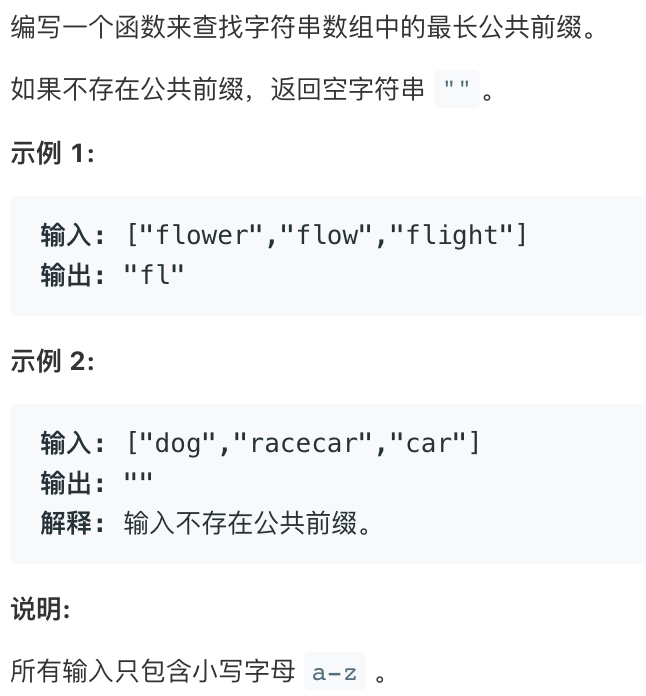 编写一个函数来查找字符串数组中的最长公共前缀。
如果不存在公共前缀，返回空字符串 ""。
示例 1:
输入: ["flower","flow","flight"]
输出: "fl"
示例 2:
输入: ["dog","racecar","car"]
输出: ""
解释: 输入不存在公共前缀。
说明:
所有输入只包含小写字母 a-z 。